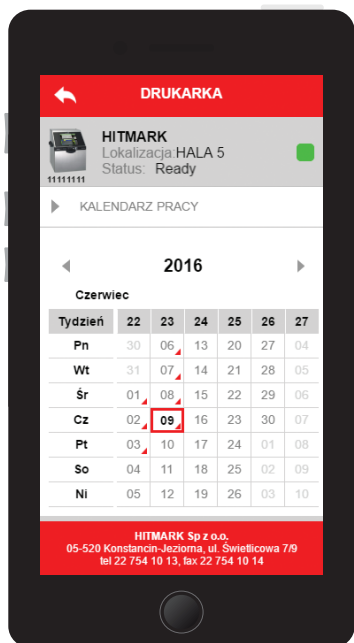 DRUKARKA
HITMARK
Lokalizacja:HALA 5
Status: Ready
11111111
KALENDARZ PRACY
2016
Czerwiec
Tydzień 22 23 24 25 26 27
Pn 30 06 13 20 27 04
Wt 31 07 14 21 28 05
Śr 01 08 15 22 29 06
Cz 02 09 16 23 30 07
Pt 03 10 17 24 01 08
So 04 11 18 25 02 09
Ni 05 12 19 26 03 10
HITMARK Sp z o.o.
05-520 Konstancin-Jeziorna, ul. Świetlicowa 7/9
tel 22 754 10 13, fax 22 754 10 14